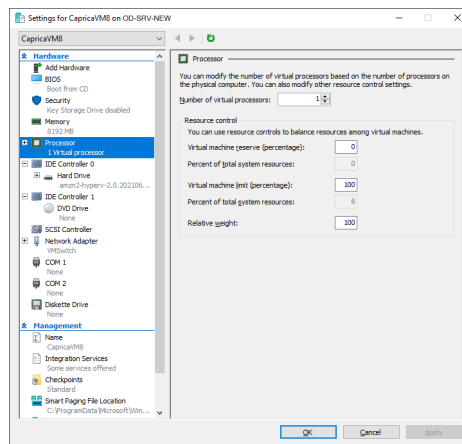 Settings for CapricaVM8 on OD-SRV-NEW
CapricaVM8
Hardware
Add Hardware
BIOS
Boot from CD
Security
Key Storage Drive disabled
Memory
8192 MB
Processor
1 Virtual processor
IDE Controller 0
Hard Drive
amzn2-hyperv-2.0.202106...
IDE Controller 1
DVD Drive
None
SCSI Controller
Network Adapter
VMSwitch
COM 1
None
COM 2
None
Diskette Drive
None
Management
Name
CapricaVM8
Integration Services
Some services offered
Checkpoints
Standard
Smart Paging File Location
C:\ProgramData\Microsoft\Win...
Processor
You can modify the number of virtual processors based on the number of processors on
the physical computer. You can also modify other resource control settings.
Number of virtual processors: 1
Resource control
You can use resource controls to balance resources among virtual machines.
Virtual machine reserve (percentage): 0
Percent of total system resources: 0
Virtual machine limit (percentage): 100
Percent of total system resources: 6
Relative weight: 100
OK Cancel Apply